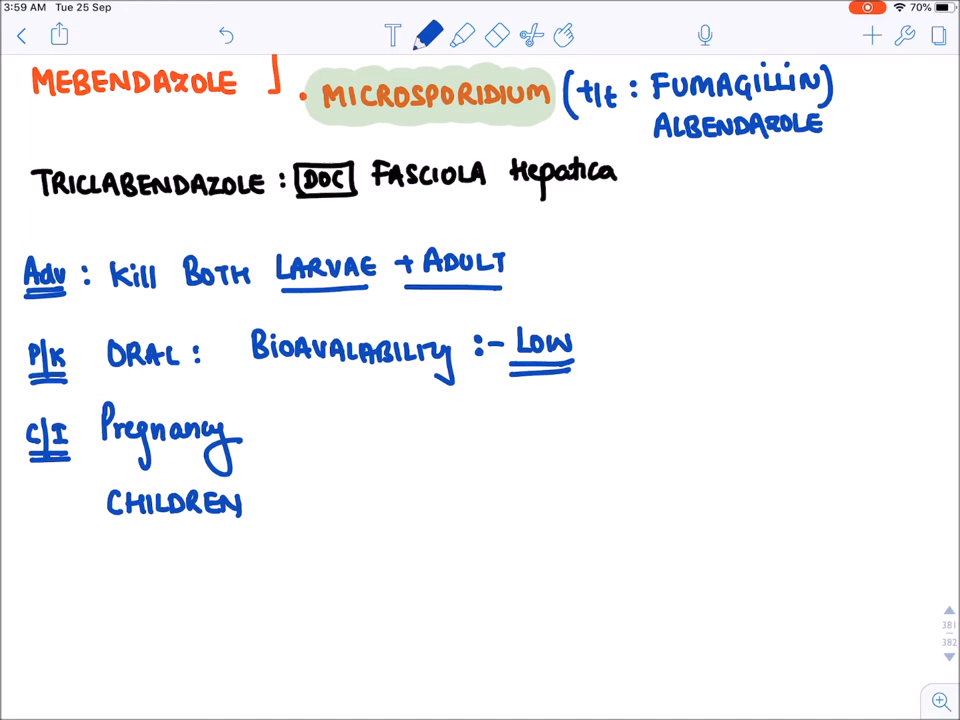 3:59 AM Tue 25 Sep 70%
T
MEBENDAZOLE ] . MICROSPORIDIUM (t/t : FUMAGILLIN)
ALBENDAZOLE
TRICLABENDAZOLE : DOC FASCIOLA Hepatica
Adv : Kill BOTH LARVAE + ADULT
P/K ORAL : BIOAVALABILITY :- LOW
C/I Pregnancy
CHILDREN
381
382